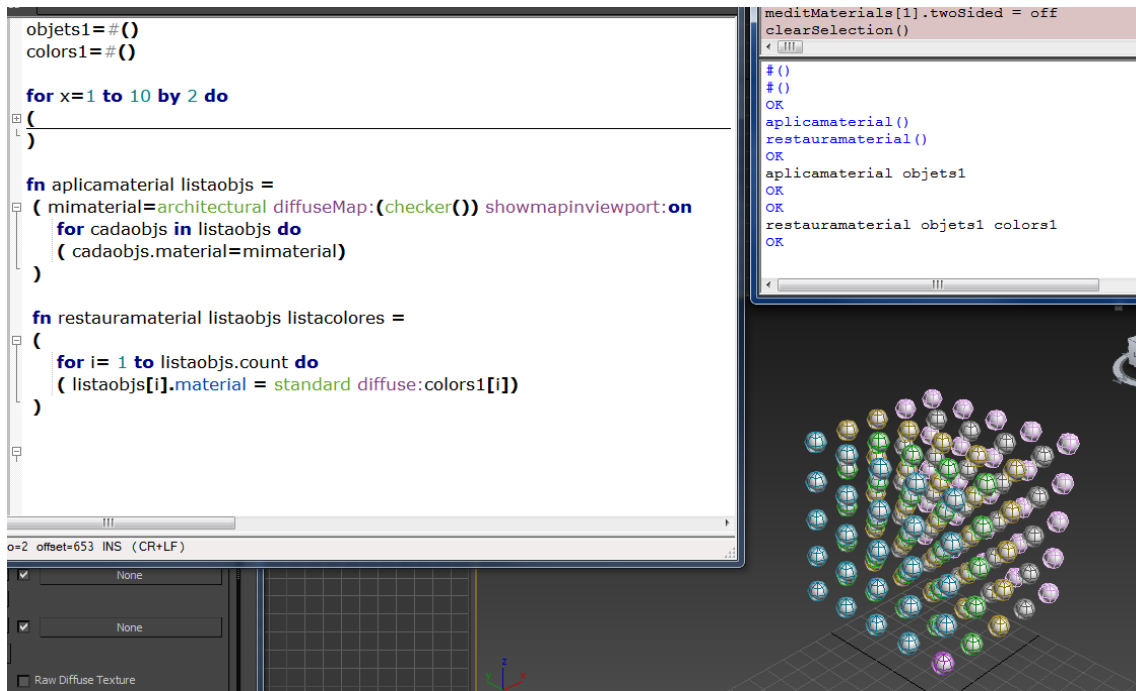 objets1=#()
colors1=#()
for x=1 to 10 by 2 do
(
)
fn aplicamaterial listaobjs =
( mimaterial=architectural diffuseMap:(checker()) showmapinviewport:on
for cadaobjs in listaobjs do
( cadaobjs.material=mimaterial)
)
fn restauramaterial listaobjs listacolores =
(
for i= 1 to listaobjs.count do
( listaobjs[i].material = standard diffuse:colors1[i])
)
o=2 offset=653 INS (CR+LF)
meditMaterials[1].twoSided = off
clearSelection()
#()
#()
OK
aplicamaterial()
restauramaterial()
OK
aplicamaterial objets1
OK
OK
restauramaterial objets1 colors1
OK
None
None
Raw Diffuse Texture
z
x
y